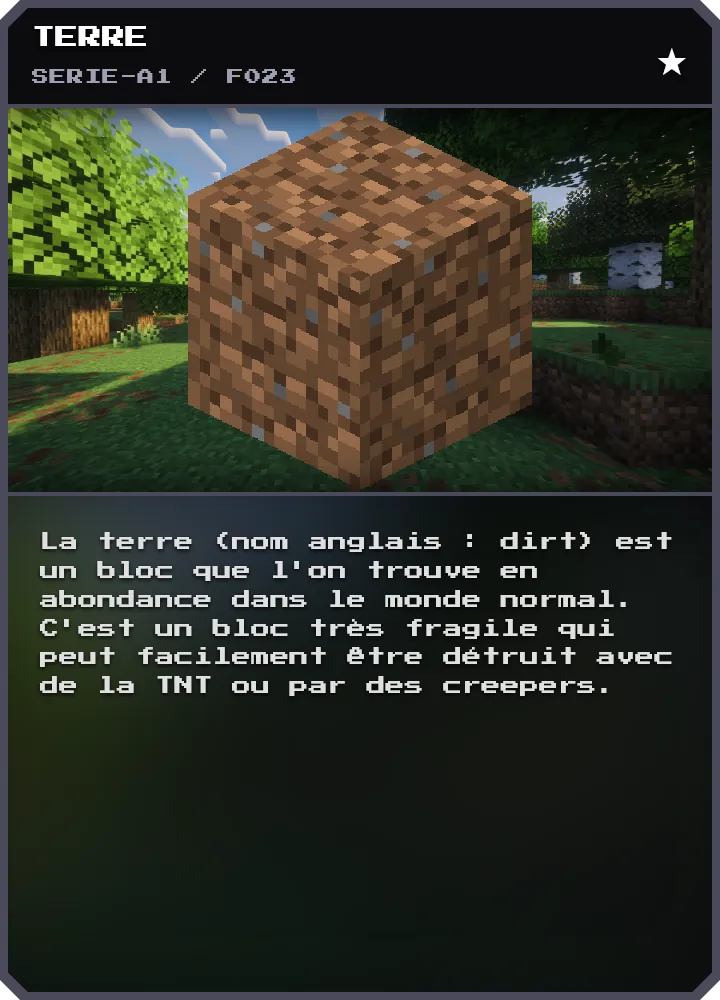 TERRE
SERIE-A1 / F023
La terre (nom anglais : dirt) est
un bloc que l'on trouve en
abondance dans le monde normal.
C'est un bloc très fragile qui
peut facilement être détruit avec
de la TNT ou par des creepers.